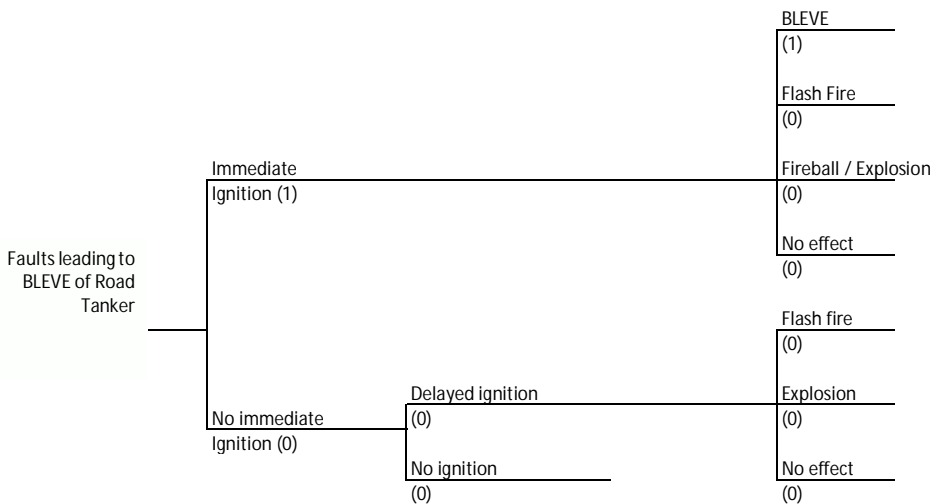 BLEVE
(1)
Flash Fire
(0)
Immediate
Ignition (1)
Fireball / Explosion
(0)
No effect
(0)
Faults leading to
BLEVE of Road
Tanker
Flash fire
(0)
No immediate
Ignition (0)
Delayed ignition
(0)
Explosion
(0)
No ignition
(0)
No effect
(0)